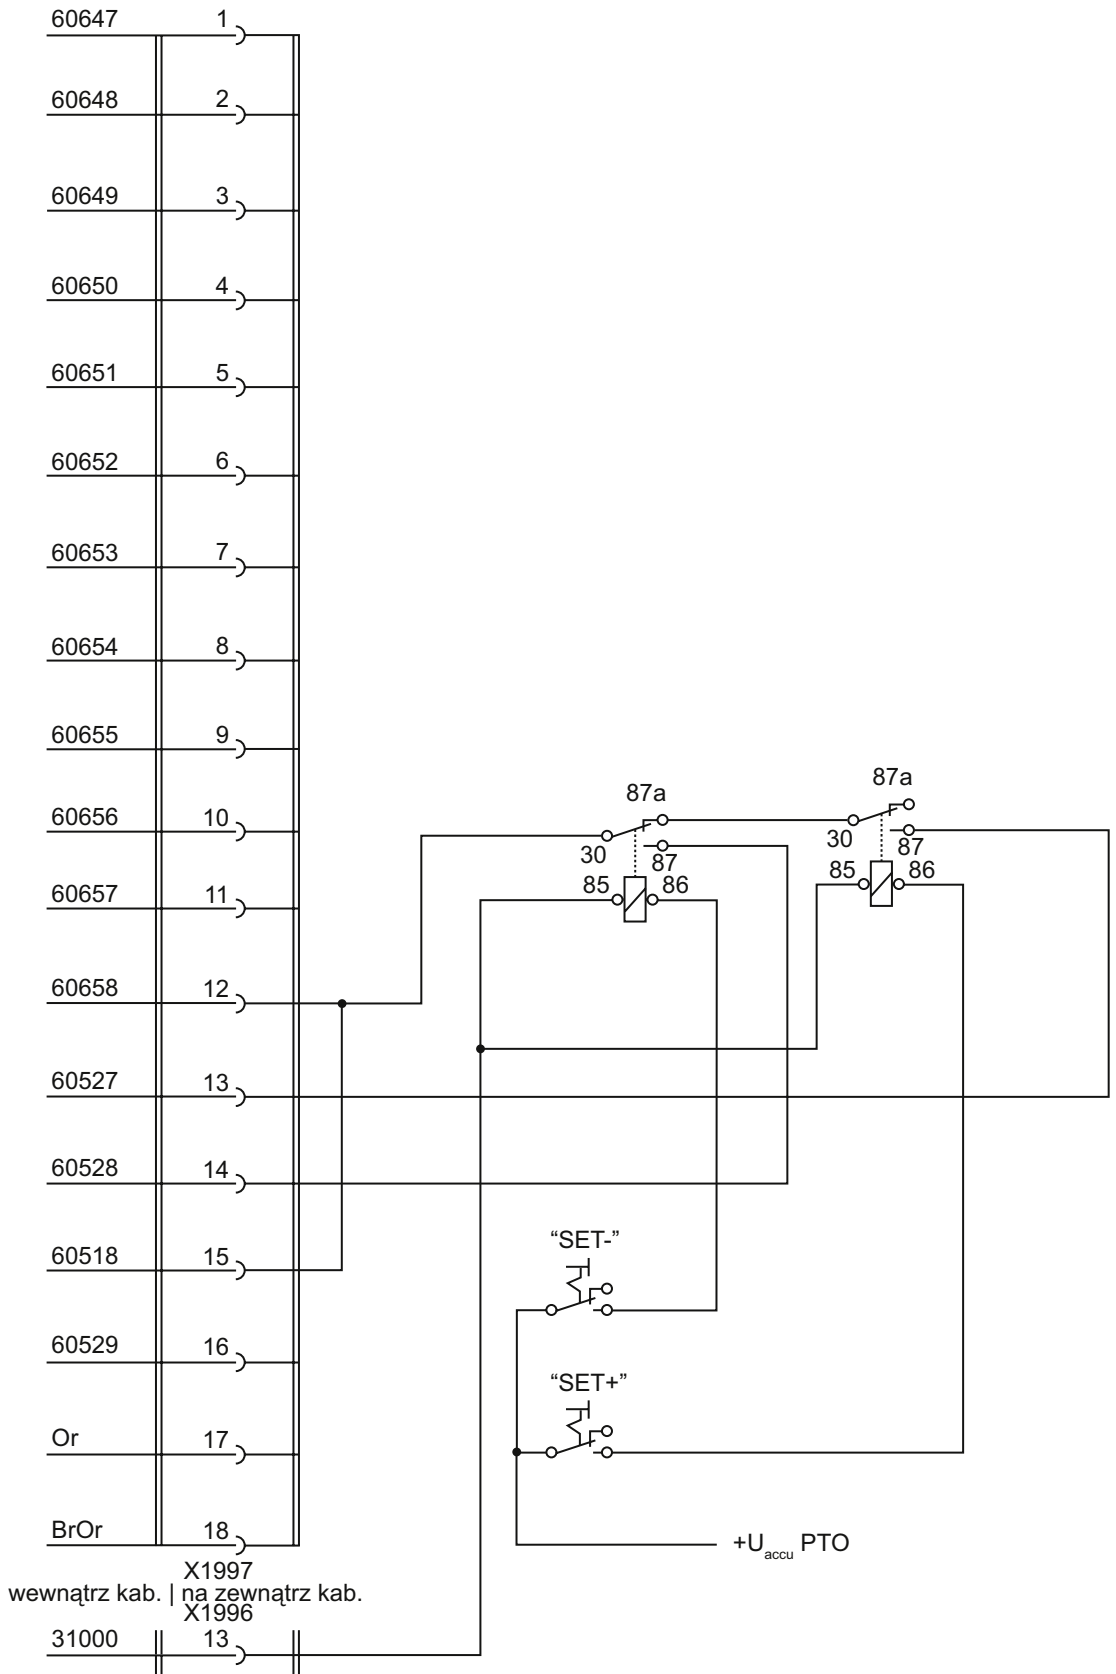 60647 1
60648 2
60649 3
60650 4
60651 5
60652 6
60653 7
60654 8
60655 9
87a
87a
60656 10
30 87
30 87
85 86
85 86
60657 11
60658 12
60527 13
60528 14
“SET-”
60518 15
60529 16
“SET+”
Or 17
BrOr 18
+Uaccu PTO
X1997
wewnątrz kab. | na zewnątrz kab.
X1996
31000 13